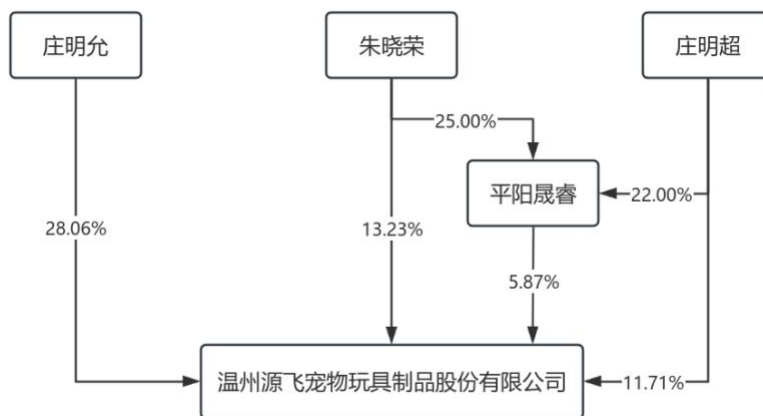 庄明允
朱晓荣
庄明超
25.00%
平阳晟睿
22.00%
28.06%
13.23%
5.87%
温州源飞宠物玩具制品股份有限公司
11.71%